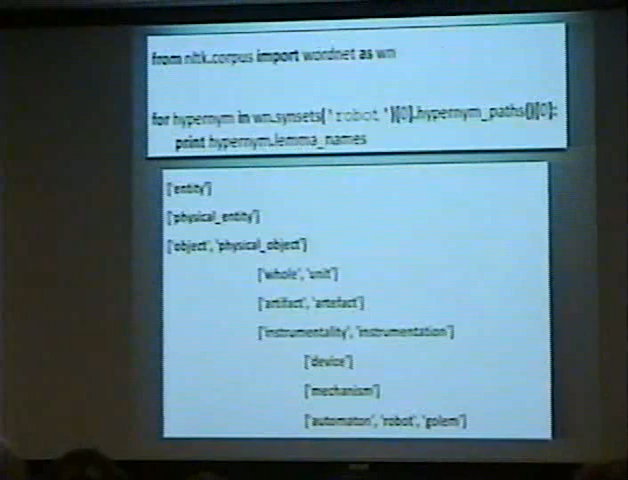 from nltk.corpus import wordnet as wn
for hypernym in wn.synsets('robot')[0].hypernym_paths()[0]:
print hypernym.lemma_names
['entity']
['physical_entity']
['object', 'physical_object']
['whole', 'unit']
['artifact', 'artefact']
['instrumentality', 'instrumentation']
['device']
['mechanism']
['automaton', 'robot', 'golem']